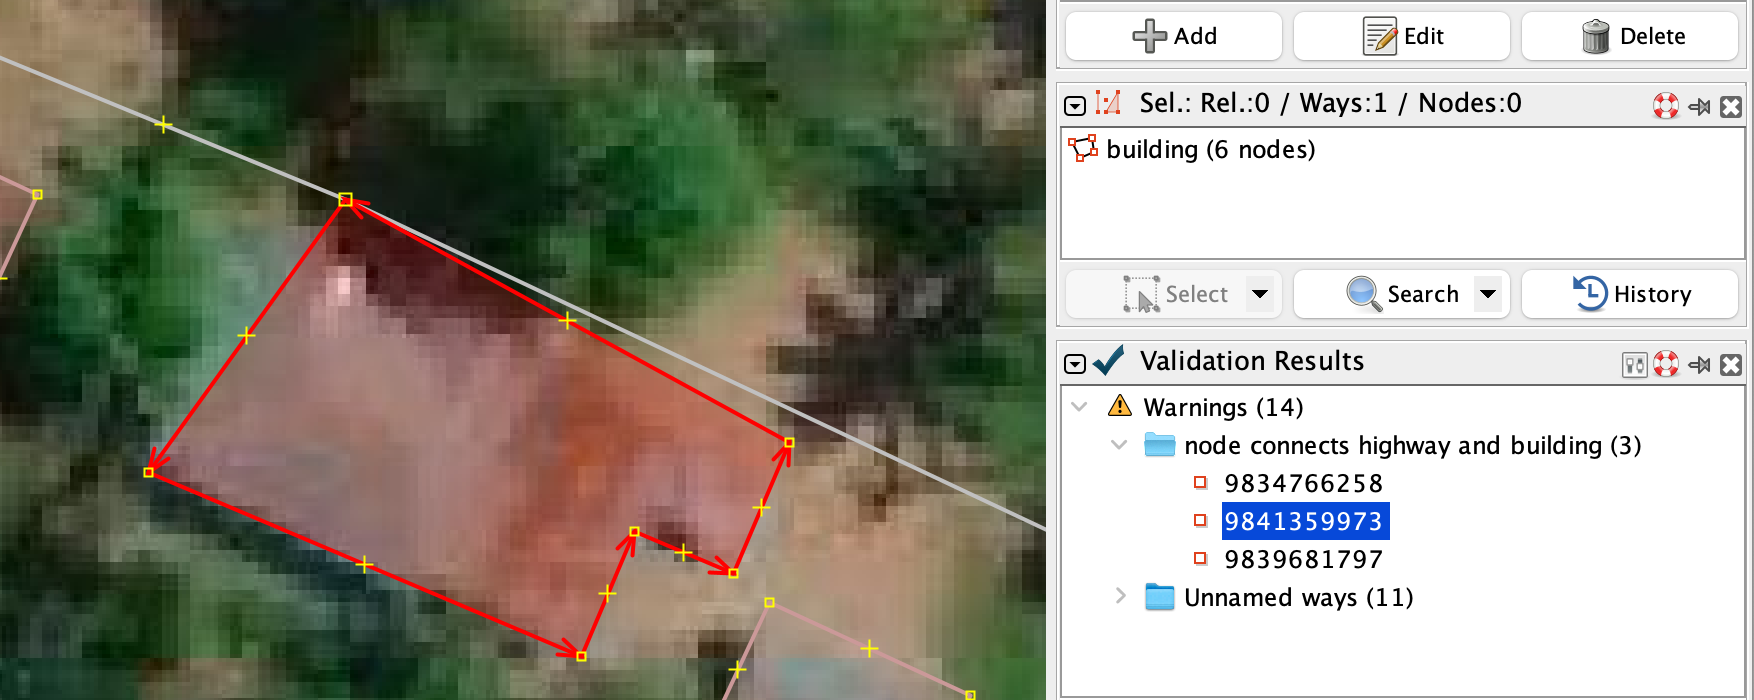 Add Edit Delete
Sel.: Rel.:0 / Ways:1 / Nodes:0
building (6 nodes)
Select Search History
Validation Results
Warnings (14)
node connects highway and building (3)
9834766258
9841359973
9839681797
Unnamed ways (11)